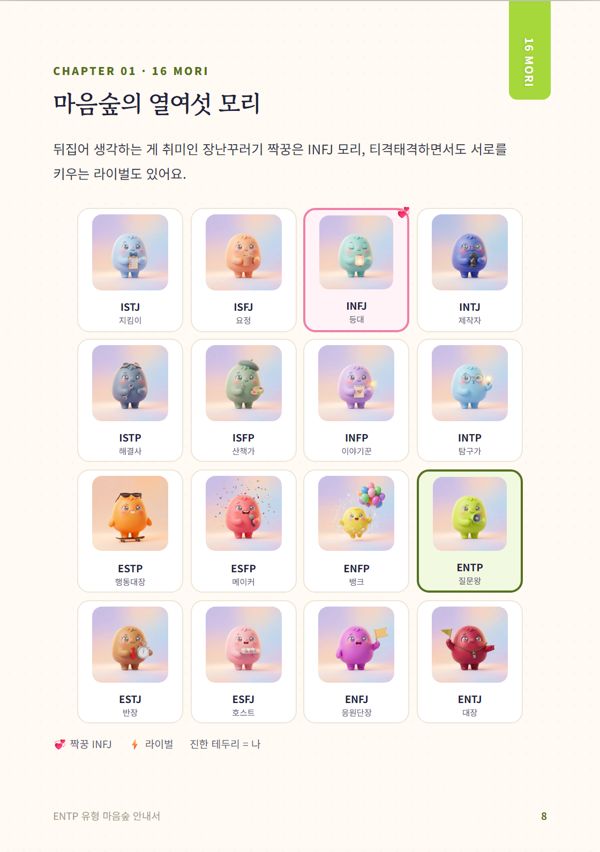 16 MORI
CHAPTER 01 · 16 MORI
마음숲의 열여섯 모리
뒤집어 생각하는 게 취미인 장난꾸러기 짝꿍은 INFJ 모리, 티격태격하면서도 서로를
키우는 라이벌도 있어요.
ISTJ
지킴이
ISFJ
요정
INFJ
등대
INTJ
제작자
ISTP
해결사
ISFP
산책가
INFP
이야기꾼
INTP
탐구가
ESTP
행동대장
ESFP
메이커
ENFP
뱅크
ENTP
질문왕
ESTJ
반장
ESFJ
호스트
ENFJ
응원단장
ENTJ
대장
짝꿍 INFJ 라이벌 진한 테두리 = 나
ENTP 유형 마음숲 안내서
8